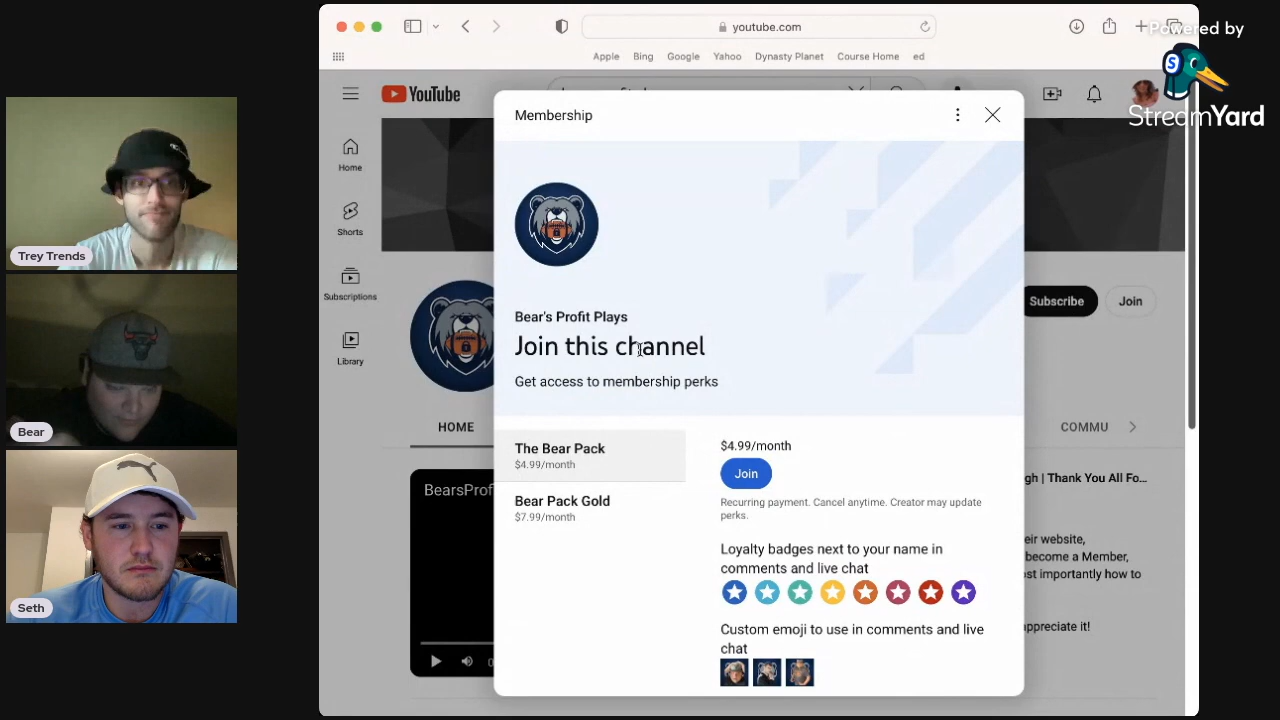 youtube.com
Powered by
StreamYard
Apple Bing Google Yahoo Dynasty Planet Course Home ed
YouTube
Home
Shorts
Subscriptions
Library
Membership
Bear's Profit Plays
Join this channel
Get access to membership perks
Subscribe
Join
HOME
COMMU
The Bear Pack
$4.99/month
Bear Pack Gold
$7.99/month
$4.99/month
Join
Recurring payment. Cancel anytime. Creator may update
perks.
Loyalty badges next to your name in
comments and live chat
Custom emoji to use in comments and live
chat
BearsProf
gh | Thank You All Fo...
eir website,
become a Member,
st importantly how to
appreciate it!
Trey Trends
Bear
Seth